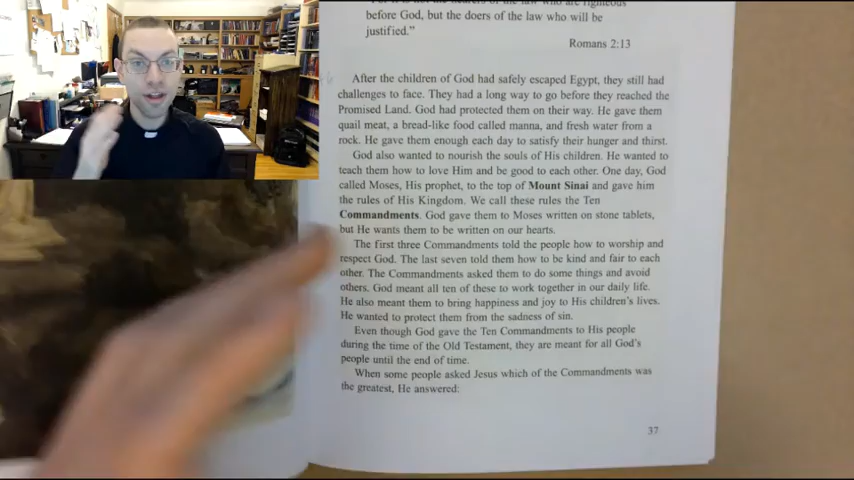 "For it is not the hearers of the law who are righteous
before God, but the doers of the law who will be
justified."
Romans 2:13
After the children of God had safely escaped Egypt, they still had
challenges to face. They had a long way to go before they reached the
Promised Land. God had protected them on their way. He gave them
quail meat, a bread-like food called manna, and fresh water from a
rock. He gave them enough each day to satisfy their hunger and thirst.
God also wanted to nourish the souls of His children. He wanted to
teach them how to love Him and be good to each other. One day, God
called Moses, His prophet, to the top of Mount Sinai and gave him
the rules of His Kingdom. We call these rules the Ten
Commandments. God gave them to Moses written on stone tablets,
but He wants them to be written on our hearts.
The first three Commandments told the people how to worship and
respect God. The last seven told them how to be kind and fair to each
other. The Commandments asked them to do some things and avoid
others. God meant all ten of these to work together in our daily life.
He also meant them to bring happiness and joy to His children's lives.
He wanted to protect them from the sadness of sin.
Even though God gave the Ten Commandments to His people
during the time of the Old Testament, they are meant for all God's
people until the end of time.
When some people asked Jesus which of the Commandments was
the greatest, He answered:
37